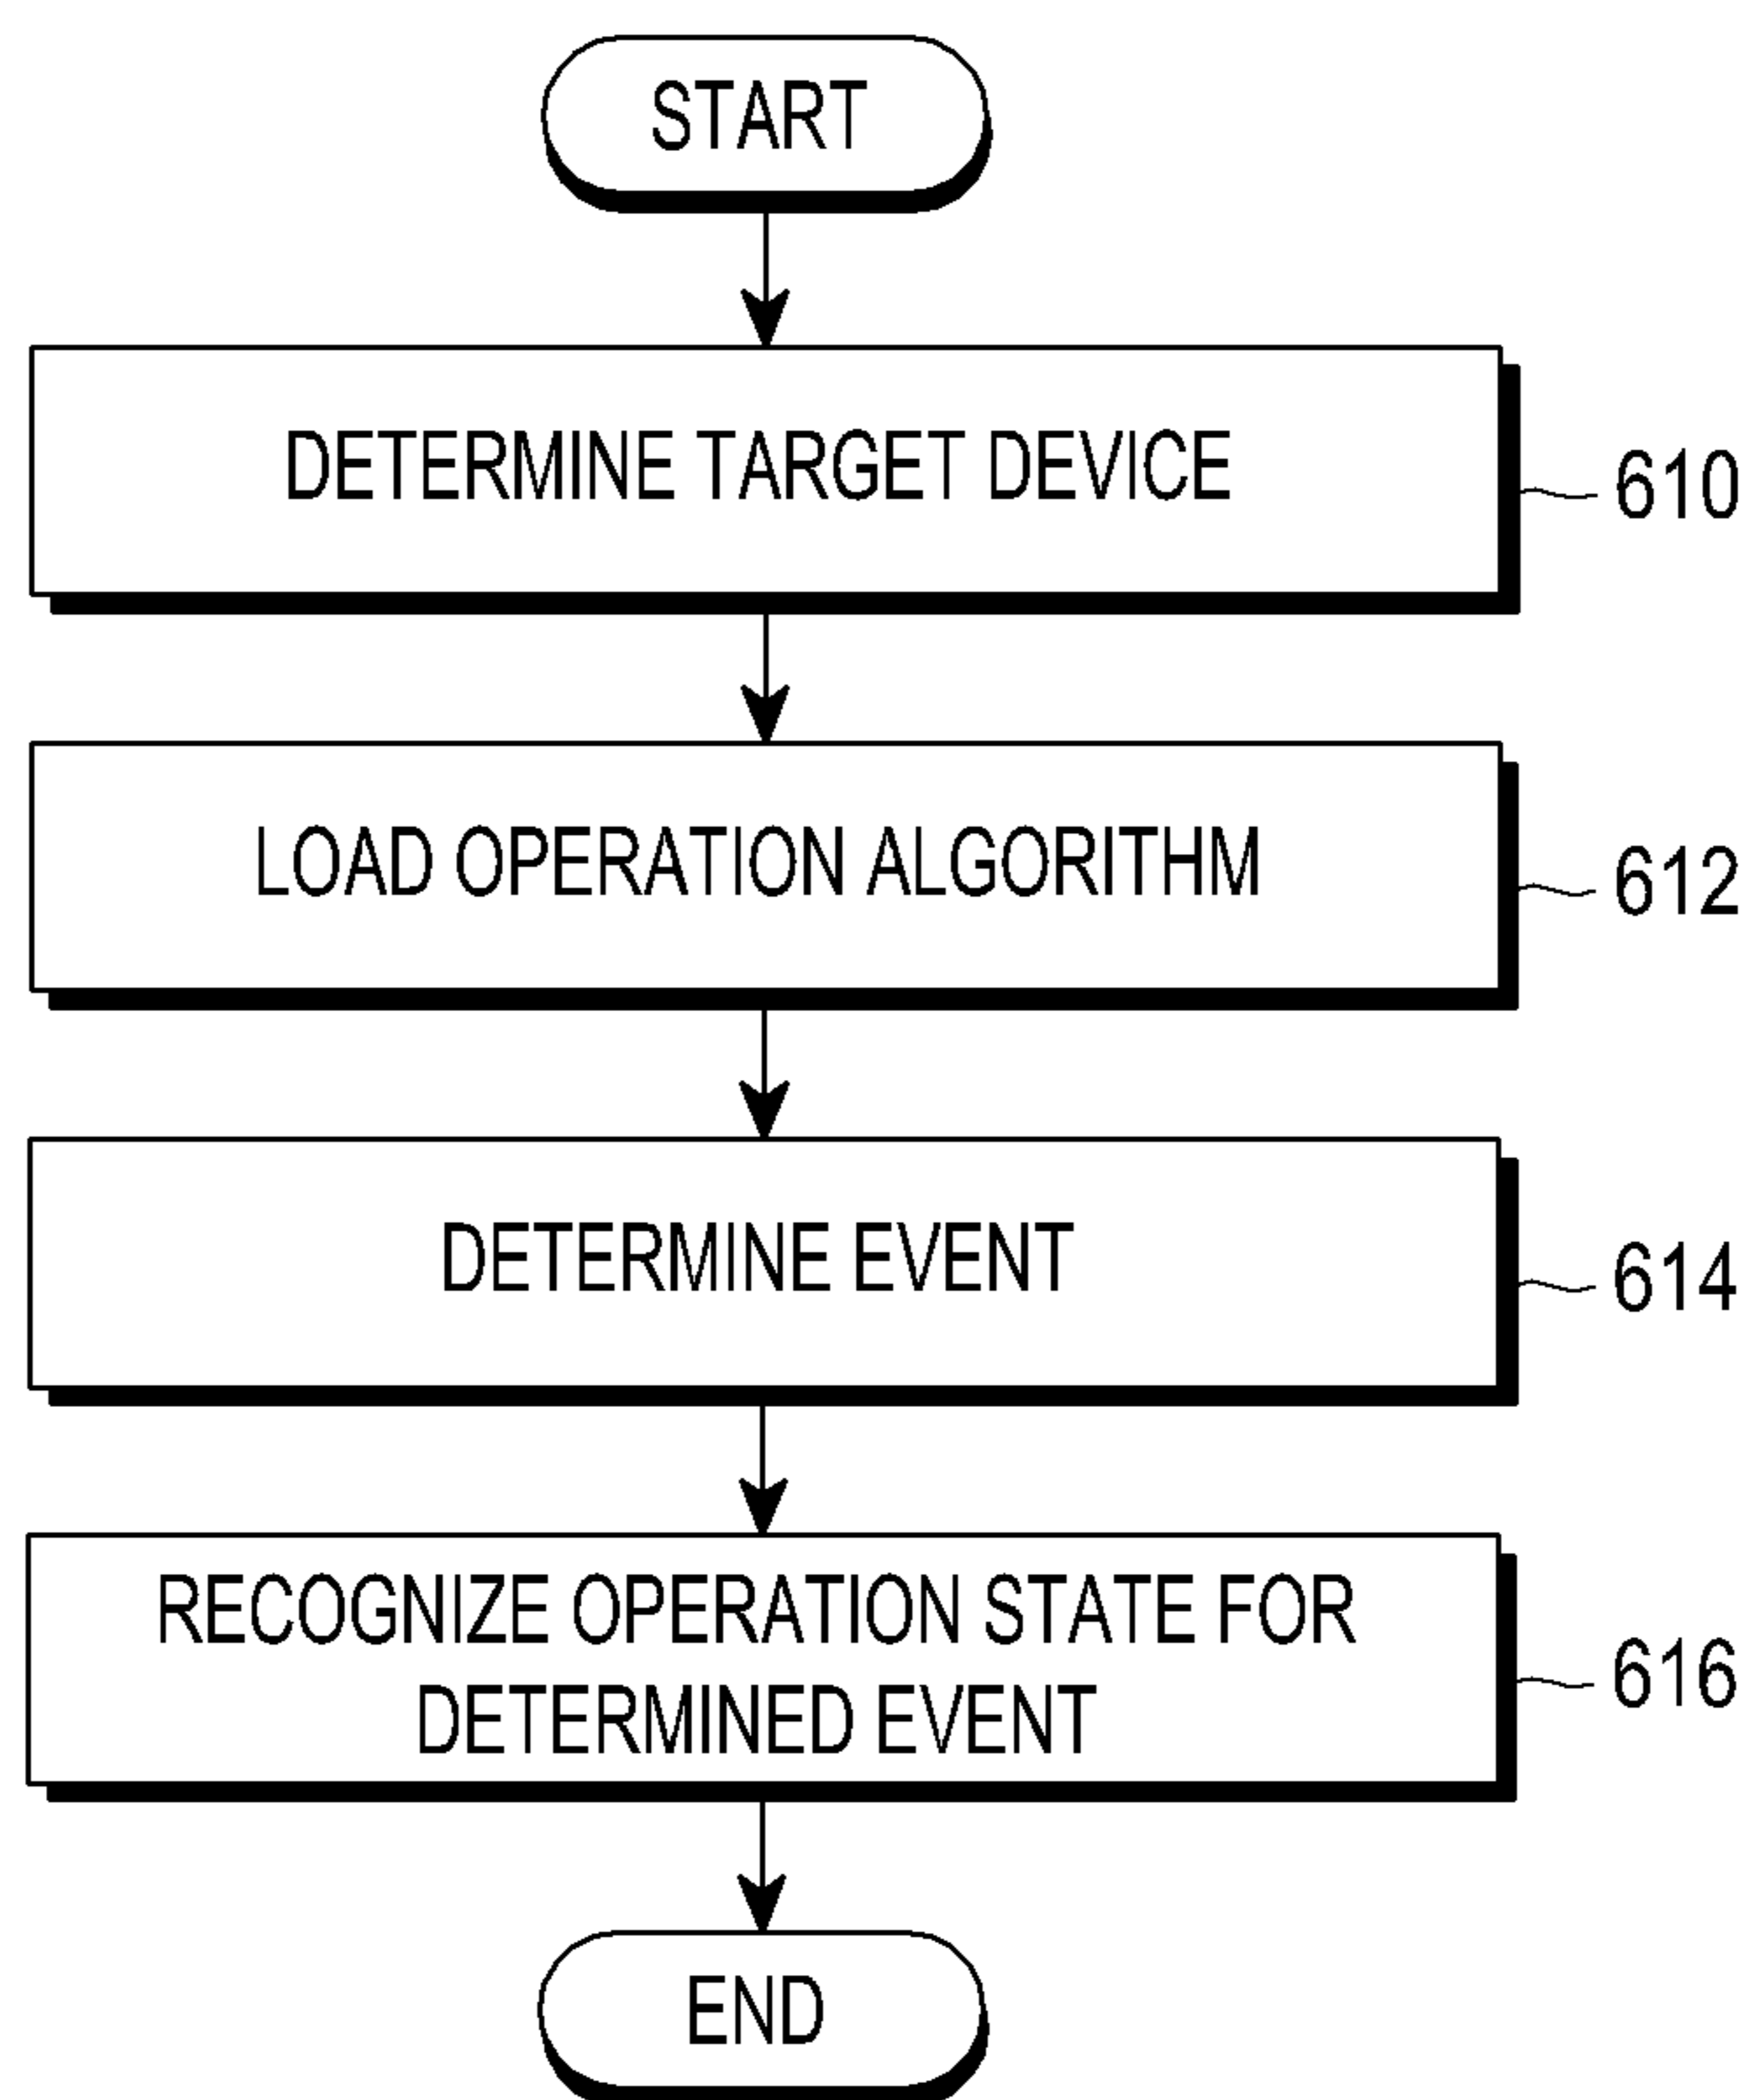 START
DETERMINE TARGET DEVICE
610
LOAD OPERATION ALGORITHM
612
DETERMINE EVENT
614
RECOGNIZE OPERATION STATE FOR
DETERMINED EVENT
616
END